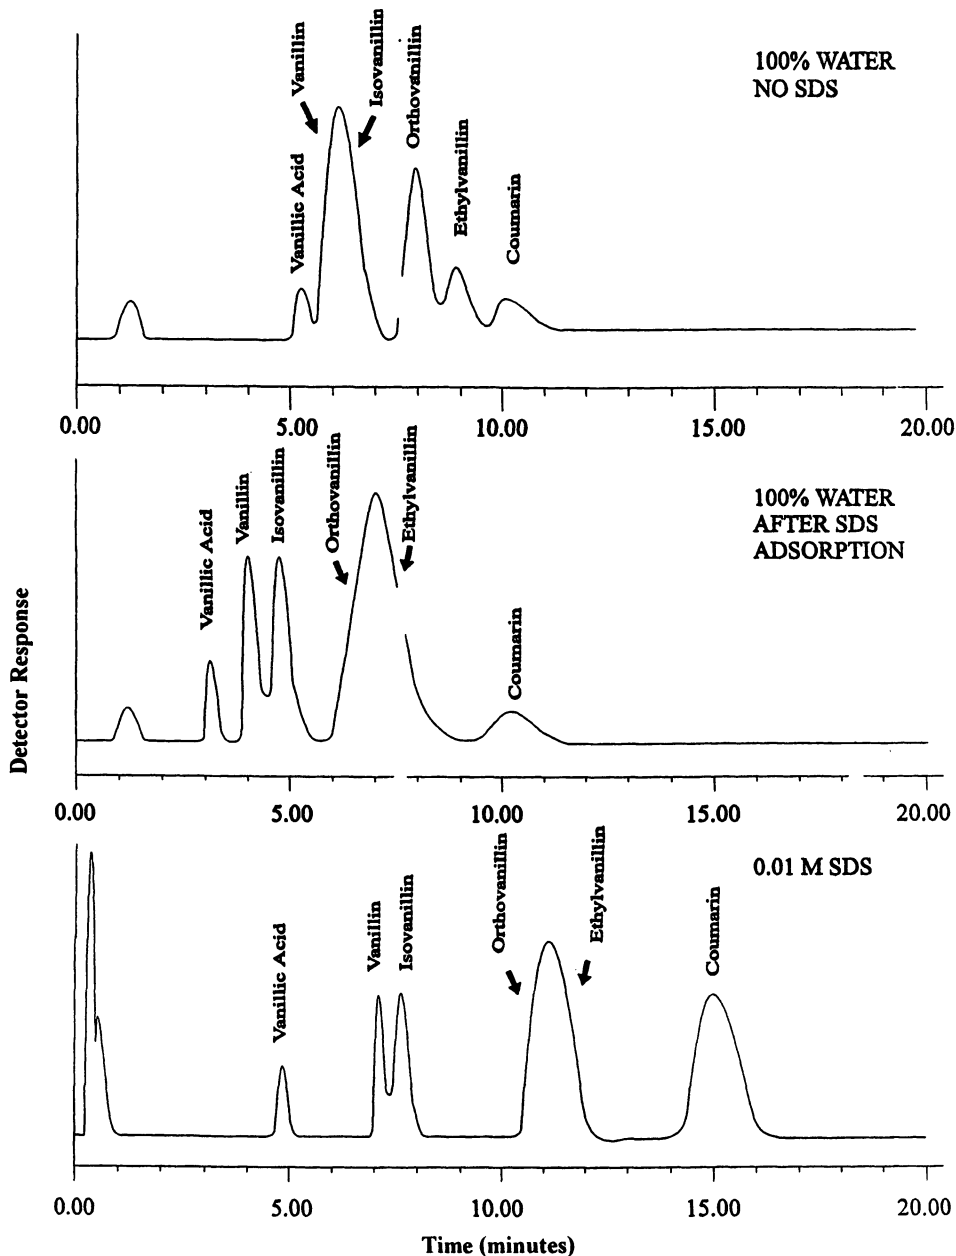 Vanillin
Isovanillin
Orthovanillin
Vanillic Acid
Ethylvanillin
Coumarin
100% WATER
NO SDS
0.00
5.00
10.00
15.00
20.00
Vanillic Acid
Vanillin
Isovanillin
Orthovanillin
Ethylvanillin
Coumarin
100% WATER
AFTER SDS
ADSORPTION
Detector Response
0.00
5.00
10.00
15.00
20.00
Vanillic Acid
Vanillin
Isovanillin
Orthovanillin
Ethylvanillin
Coumarin
0.01 M SDS
0.00
5.00
10.00
15.00
20.00
Time (minutes)